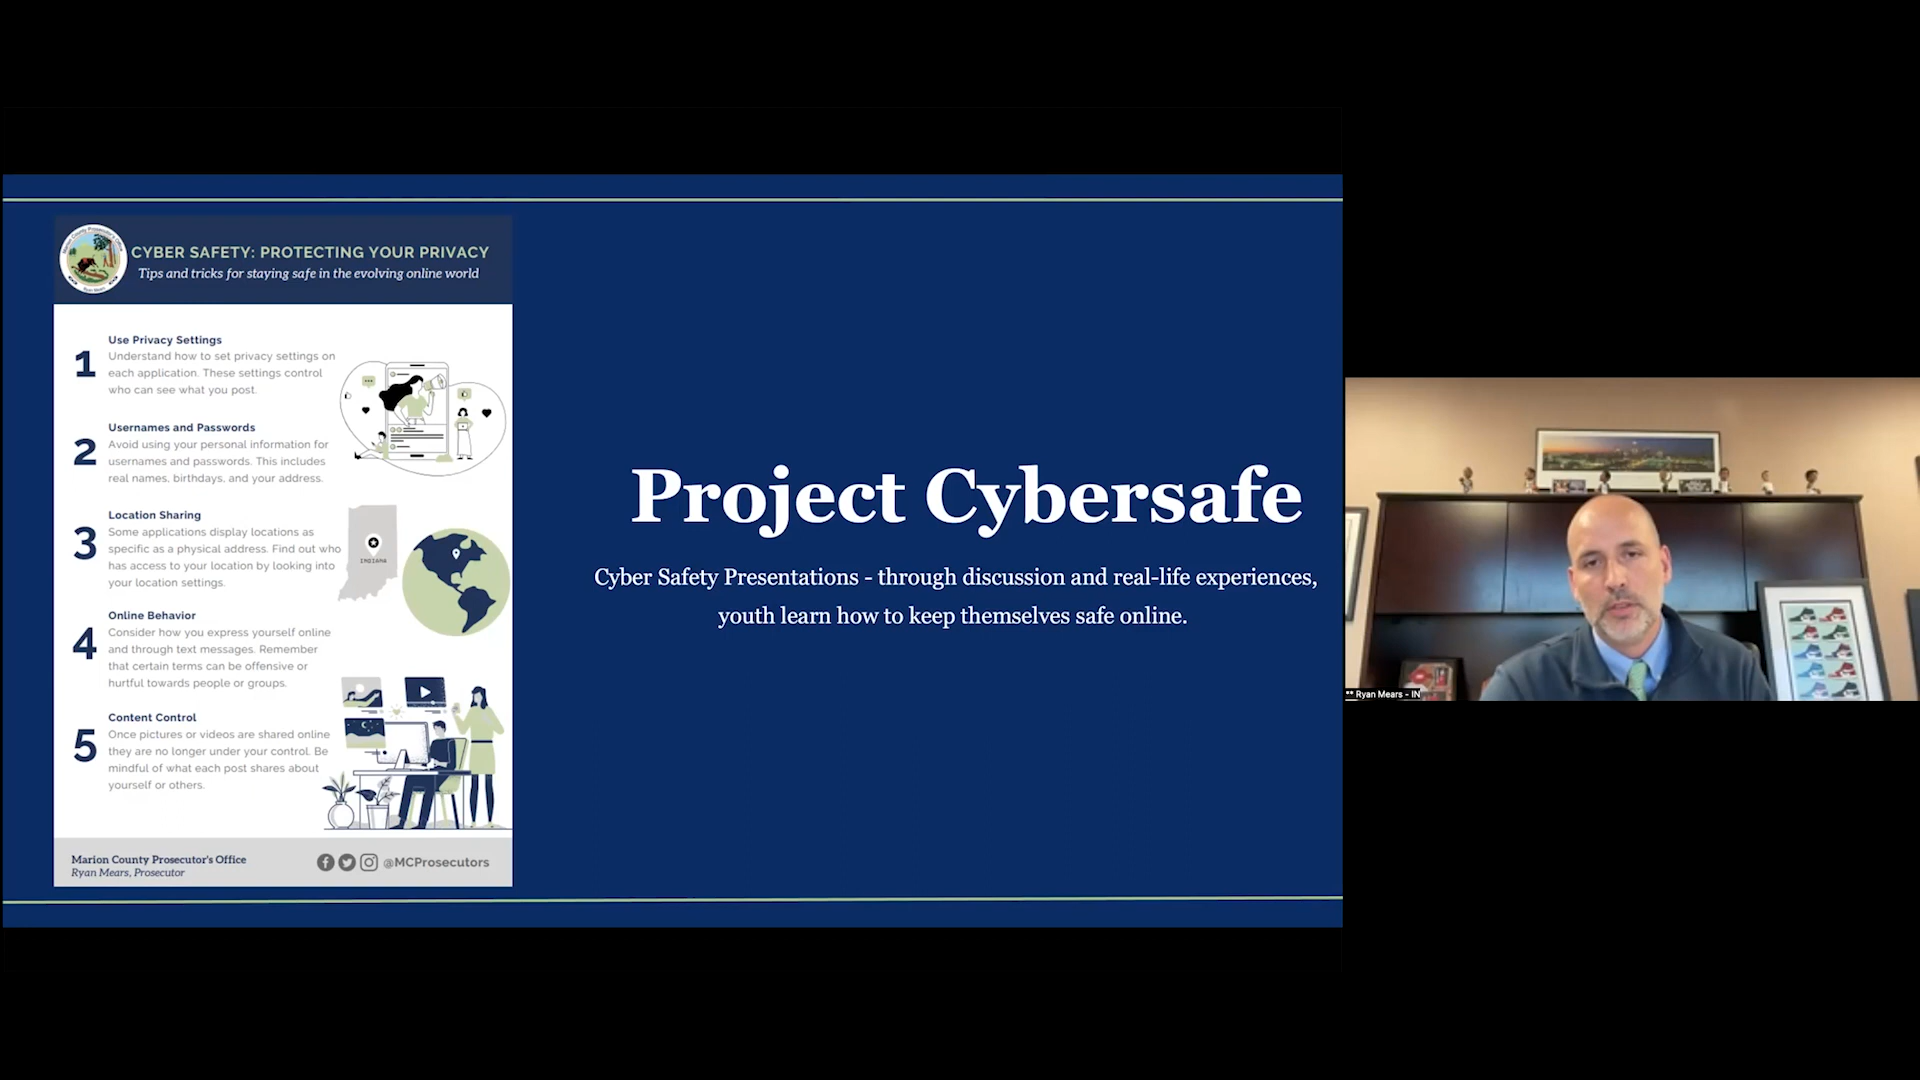 Marion County Prosecutor's Office
Ryan Mears
CYBER SAFETY: PROTECTING YOUR PRIVACY
Tips and tricks for staying safe in the evolving online world
1
Use Privacy Settings
Understand how to set privacy settings on
each application. These settings control
who can see what you post.
2
Usernames and Passwords
Avoid using your personal information for
usernames and passwords. This includes
real names, birthdays, and your address.
3
Location Sharing
Some applications display locations as
specific as a physical address. Find out who
has access to your location by looking into
your location settings.
INDIANA
4
Online Behavior
Consider how you express yourself online
and through text messages. Remember
that certain terms can be offensive or
hurtful towards people or groups.
5
Content Control
Once pictures or videos are shared online
they are no longer under your control. Be
mindful of what each post shares about
yourself or others.
Marion County Prosecutor's Office
Ryan Mears, Prosecutor
@MCProsecutors
Project Cybersafe
Cyber Safety Presentations - through discussion and real-life experiences,
youth learn how to keep themselves safe online.
** Ryan Mears - IN